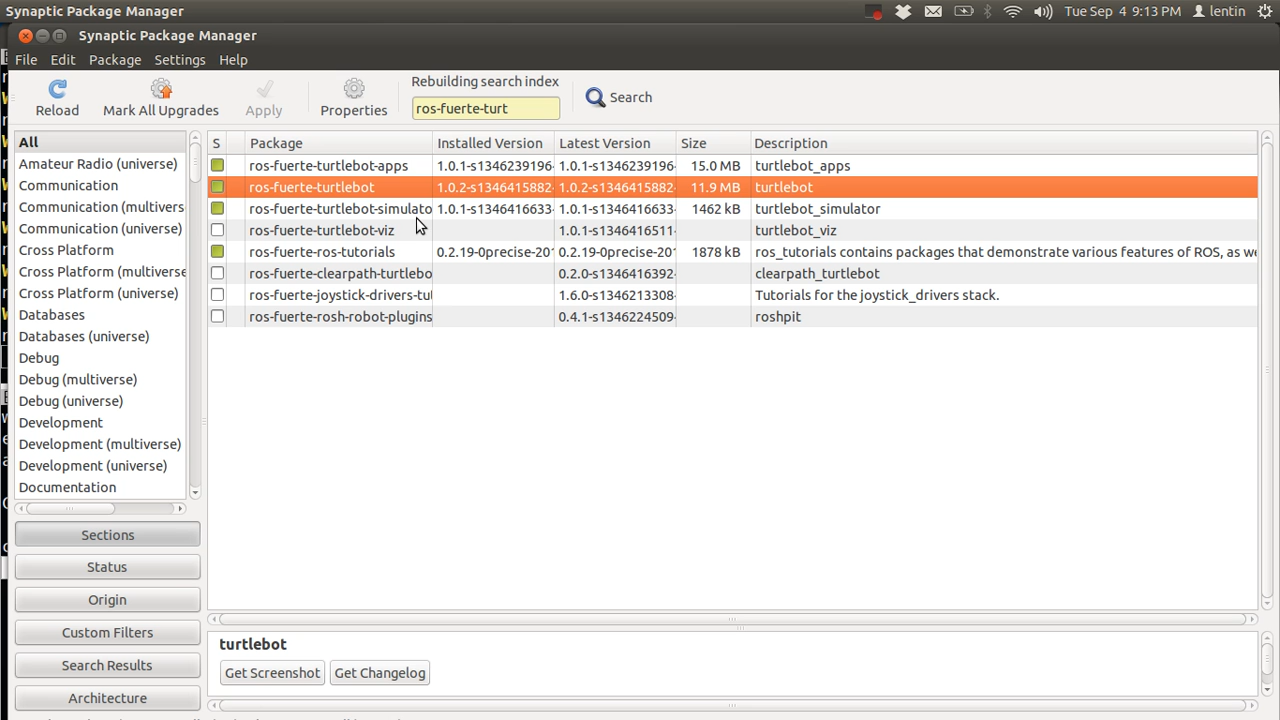 Synaptic Package Manager Tue Sep 4 9:13 PM lentin
Synaptic Package Manager
File Edit Package Settings Help
Reload Mark All Upgrades Apply Properties
Rebuilding search index
ros-fuerte-turt
Search
All
Amateur Radio (universe)
Communication
Communication (multivers
Communication (universe)
Cross Platform
Cross Platform (multiverse
Cross Platform (universe)
Databases
Databases (universe)
Debug
Debug (multiverse)
Debug (universe)
Development
Development (multiverse)
Development (universe)
Documentation
Sections
Status
Origin
Custom Filters
Search Results
Architecture
S Package Installed Version Latest Version Size Description
ros-fuerte-turtlebot-apps 1.0.1-s1346239196- 1.0.1-s1346239196- 15.0 MB turtlebot_apps
ros-fuerte-turtlebot 1.0.2-s1346415882- 1.0.2-s1346415882- 11.9 MB turtlebot
ros-fuerte-turtlebot-simulato 1.0.1-s1346416633- 1.0.1-s1346416633- 1462 kB turtlebot_simulator
ros-fuerte-turtlebot-viz 1.0.1-s1346416511- turtlebot_viz
ros-fuerte-ros-tutorials 0.2.19-0precise-201 0.2.19-0precise-201 1878 kB ros_tutorials contains packages that demonstrate various features of ROS, as we
ros-fuerte-clearpath-turtlebo 0.2.0-s1346416392- clearpath_turtlebot
ros-fuerte-joystick-drivers-tut 1.6.0-s1346213308- Tutorials for the joystick_drivers stack.
ros-fuerte-rosh-robot-plugins 0.4.1-s1346224509- roshpit
turtlebot
Get Screenshot Get Changelog